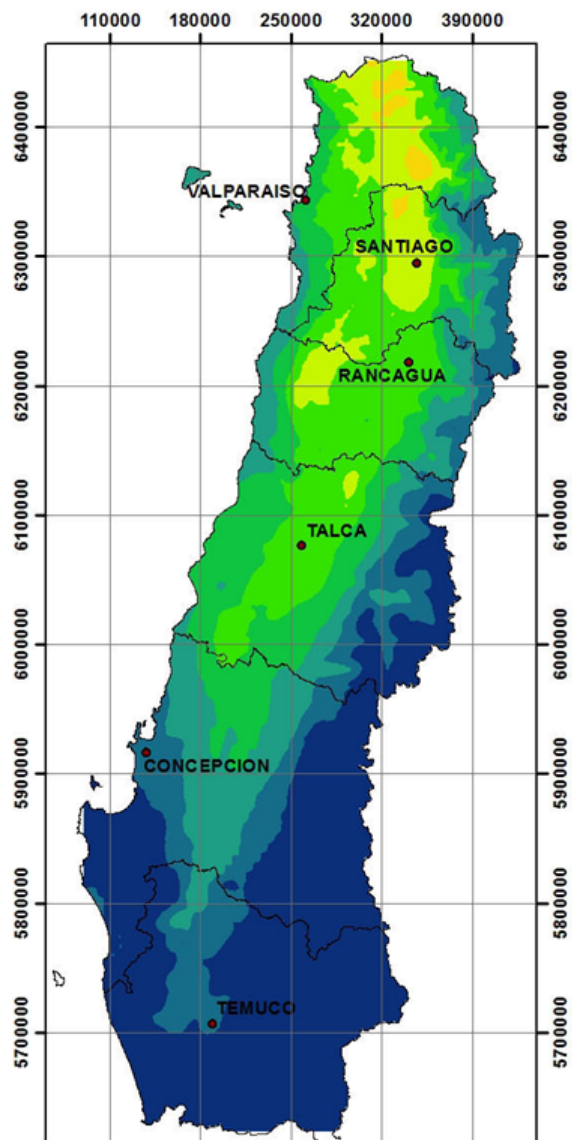 110000 180000 250000 320000 390000
6400000 6400000
VALPARAISO
SANTIAGO
6300000 6300000
RANCAGUA
6200000 6200000
6100000 6100000
TALCA
6000000 6000000
CONCEPCION
5900000 5900000
5800000 5800000
TEMUCO
5700000 5700000